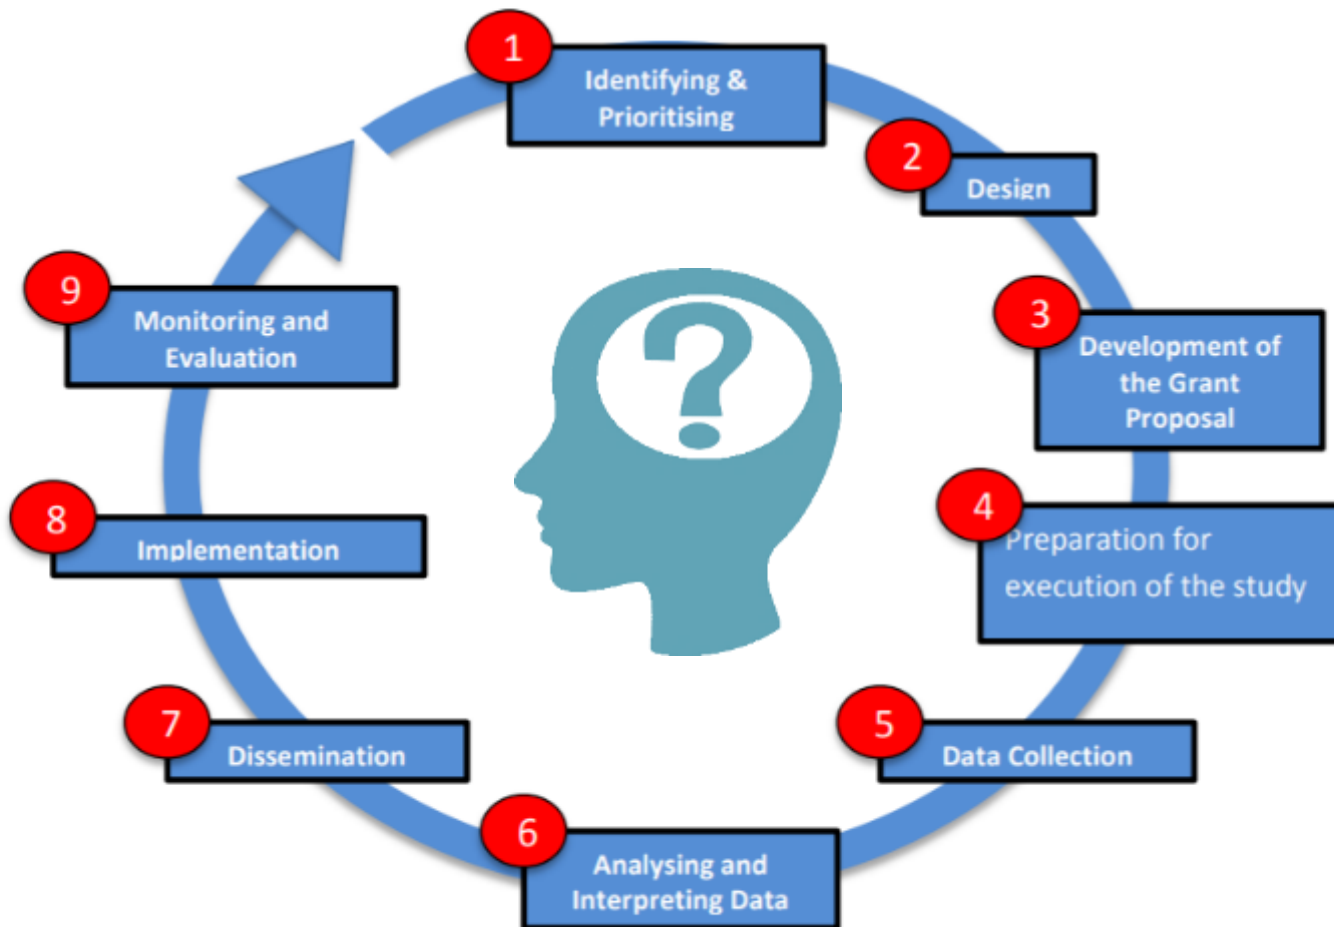 1
Identifying &
Prioritising
2
Design
3
Development of
the Grant
Proposal
4
Preparation for
execution of the study
5
Data Collection
6
Analysing and
Interpreting Data
7
Dissemination
8
Implementation
9
Monitoring and
Evaluation
?